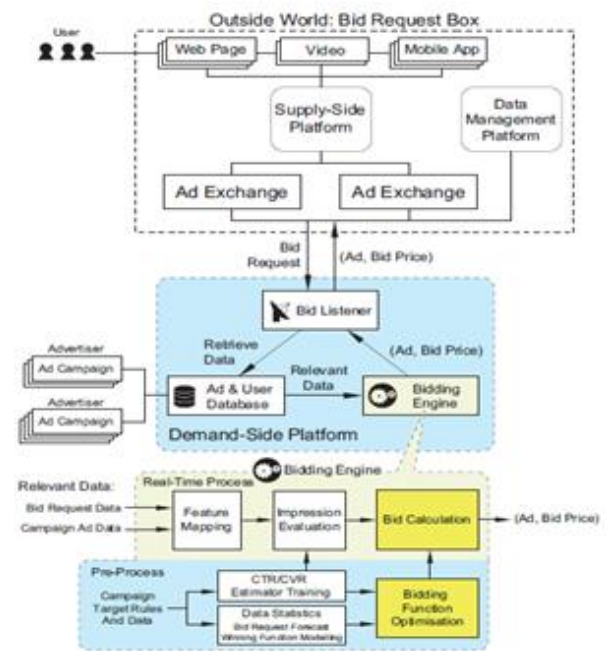 Outside World: Bid Request Box
User
Web Page
Video
Mobile App
Supply-Side
Platform
Data
Management
Platform
Ad Exchange
Ad Exchange
Bid
Request
(Ad, Bid Price)
Bid Listener
Retrieve
Data
(Ad, Bid Price)
Advertiser
Ad Campaign
Advertiser
Ad Campaign
Ad & User
Database
Relevant
Data
Bidding
Engine
Demand-Side Platform
Bidding Engine
Relevant Data:
Real-Time Process
Bid Request Data
Campaign Ad Data
Feature
Mapping
Impression
Evaluation
Bid Calculation
(Ad, Bid Price)
Pre-Process
Campaign
Target Rules
And Data
CTR/CVR
Estimator Training
Data Statistics
Bid Request Forecast
Winning Function Modelling
Bidding
Function
Optimisation